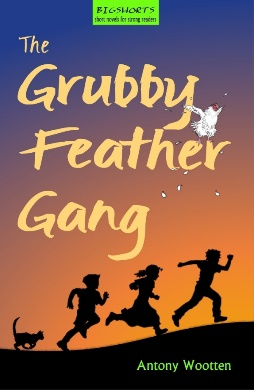 BIGSHORTS
short novels for strong readers
The
Grubby
Feather
Gang
Antony Wootten